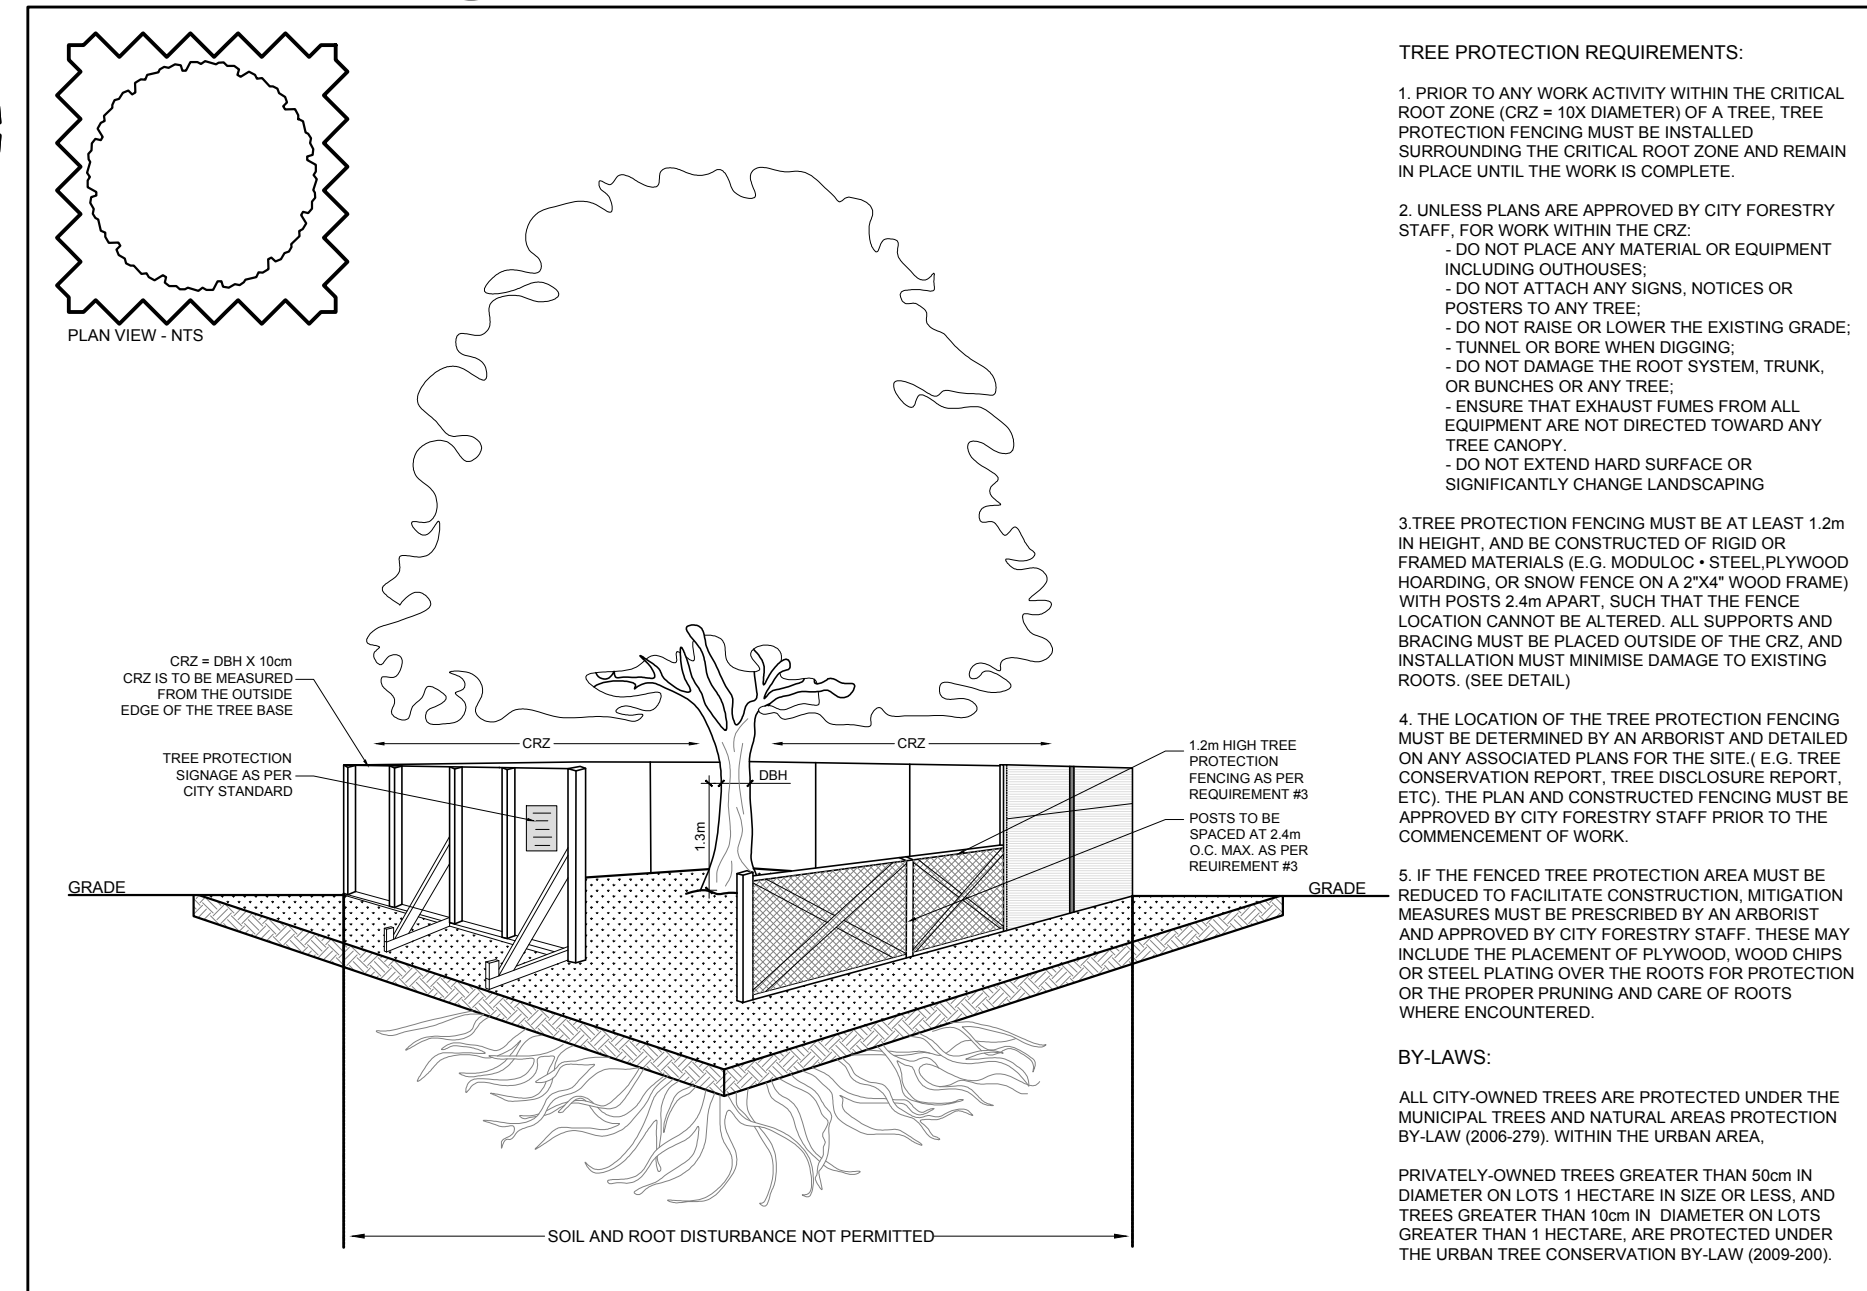 PLAN VIEW - NTS
CRZ = DBH X 10cm
CRZ IS TO BE MEASURED
FROM THE OUTSIDE
EDGE OF THE TREE BASE
TREE PROTECTION
SIGNAGE AS PER
CITY STANDARD
GRADE
CRZ
CRZ
DBH
1.3m
1.2m HIGH TREE
PROTECTION
FENCING AS PER
REQUIREMENT #3
POSTS TO BE
SPACED AT 2.4m
O.C. MAX. AS PER
REUIREMENT #3
GRADE
SOIL AND ROOT DISTURBANCE NOT PERMITTED
TREE PROTECTION REQUIREMENTS:
1. PRIOR TO ANY WORK ACTIVITY WITHIN THE CRITICAL
ROOT ZONE (CRZ = 10X DIAMETER) OF A TREE, TREE
PROTECTION FENCING MUST BE INSTALLED
SURROUNDING THE CRITICAL ROOT ZONE AND REMAIN
IN PLACE UNTIL THE WORK IS COMPLETE.
2. UNLESS PLANS ARE APPROVED BY CITY FORESTRY
STAFF, FOR WORK WITHIN THE CRZ:
- DO NOT PLACE ANY MATERIAL OR EQUIPMENT
INCLUDING OUTHOUSES;
- DO NOT ATTACH ANY SIGNS, NOTICES OR
POSTERS TO ANY TREE;
- DO NOT RAISE OR LOWER THE EXISTING GRADE;
- TUNNEL OR BORE WHEN DIGGING;
- DO NOT DAMAGE THE ROOT SYSTEM, TRUNK,
OR BUNCHES OR ANY TREE;
- ENSURE THAT EXHAUST FUMES FROM ALL
EQUIPMENT ARE NOT DIRECTED TOWARD ANY
TREE CANOPY.
- DO NOT EXTEND HARD SURFACE OR
SIGNIFICANTLY CHANGE LANDSCAPING
3.TREE PROTECTION FENCING MUST BE AT LEAST 1.2m
IN HEIGHT, AND BE CONSTRUCTED OF RIGID OR
FRAMED MATERIALS (E.G. MODULOC • STEEL,PLYWOOD
HOARDING, OR SNOW FENCE ON A 2"X4" WOOD FRAME)
WITH POSTS 2.4m APART, SUCH THAT THE FENCE
LOCATION CANNOT BE ALTERED. ALL SUPPORTS AND
BRACING MUST BE PLACED OUTSIDE OF THE CRZ, AND
INSTALLATION MUST MINIMISE DAMAGE TO EXISTING
ROOTS. (SEE DETAIL)
4. THE LOCATION OF THE TREE PROTECTION FENCING
MUST BE DETERMINED BY AN ARBORIST AND DETAILED
ON ANY ASSOCIATED PLANS FOR THE SITE.( E.G. TREE
CONSERVATION REPORT, TREE DISCLOSURE REPORT,
ETC). THE PLAN AND CONSTRUCTED FENCING MUST BE
APPROVED BY CITY FORESTRY STAFF PRIOR TO THE
COMMENCEMENT OF WORK.
5. IF THE FENCED TREE PROTECTION AREA MUST BE
REDUCED TO FACILITATE CONSTRUCTION, MITIGATION
MEASURES MUST BE PRESCRIBED BY AN ARBORIST
AND APPROVED BY CITY FORESTRY STAFF. THESE MAY
INCLUDE THE PLACEMENT OF PLYWOOD, WOOD CHIPS
OR STEEL PLATING OVER THE ROOTS FOR PROTECTION
OR THE PROPER PRUNING AND CARE OF ROOTS
WHERE ENCOUNTERED.
BY-LAWS:
ALL CITY-OWNED TREES ARE PROTECTED UNDER THE
MUNICIPAL TREES AND NATURAL AREAS PROTECTION
BY-LAW (2006-279). WITHIN THE URBAN AREA,
PRIVATELY-OWNED TREES GREATER THAN 50cm IN
DIAMETER ON LOTS 1 HECTARE IN SIZE OR LESS, AND
TREES GREATER THAN 10cm IN DIAMETER ON LOTS
GREATER THAN 1 HECTARE, ARE PROTECTED UNDER
THE URBAN TREE CONSERVATION BY-LAW (2009-200).